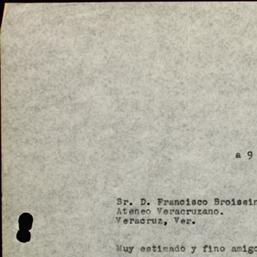 a 9
Sr. D. Francisco Broissin
Ateneo Veracruzano.
Veracruz, Ver.
Muy estimado y fino amigo